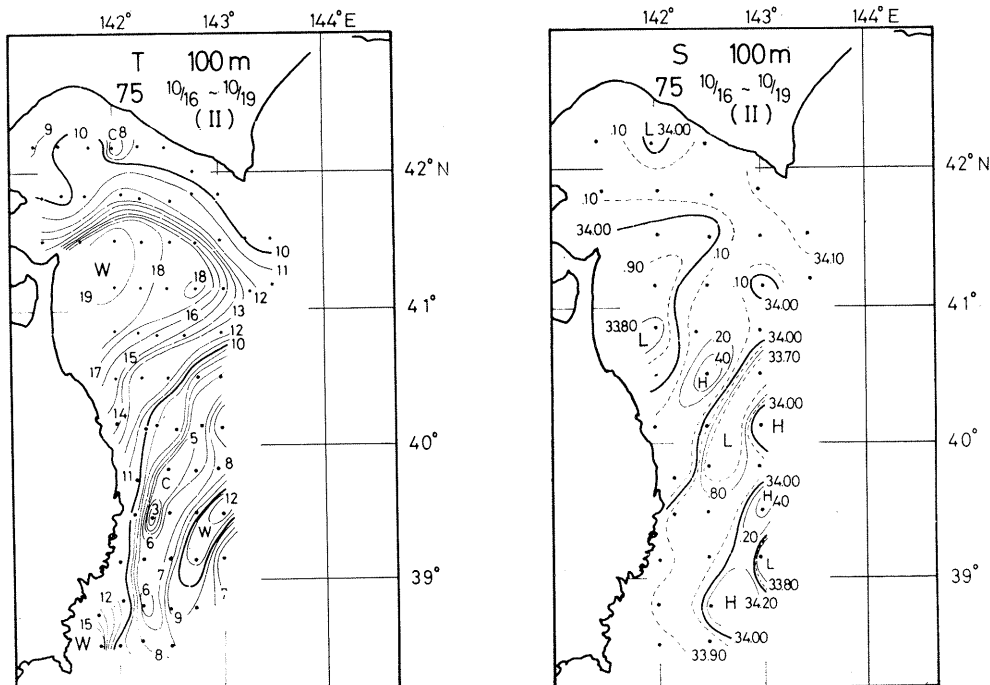 142° 143° 144°E
T 100m
75 10/16 ~ 10/19
(II)
9 10 C 8
42°N
10
11
W 18 18 12
19 16 13
41°
12
15 10
17
14
5
40°
11 8
C
3 12
6 W
39°
7
12 6 7
15 9
W
8
142° 143° 144°E
S 100m
75 10/16 ~ 10/19
(II)
.10 L 34.00
42°N
.10
34.00
.10 34.10
.90
.10
41°
34.00
33.80
L 20 34.00
40 33.70
H
34.00
H
40°
L
34.00
.80 H
40
.20
L
33.80
39°
H 34.20
34.00
33.90